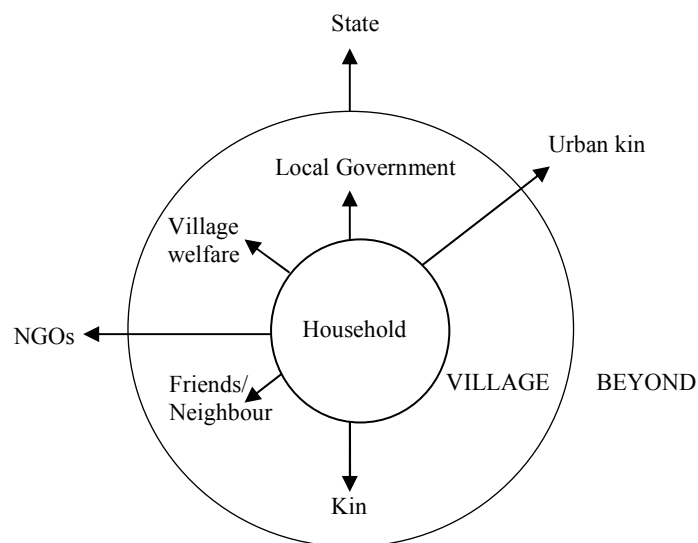 State
Urban kin
Local Government
Village
welfare
NGOs
Household
Friends/
Neighbour
VILLAGE
BEYOND
Kin